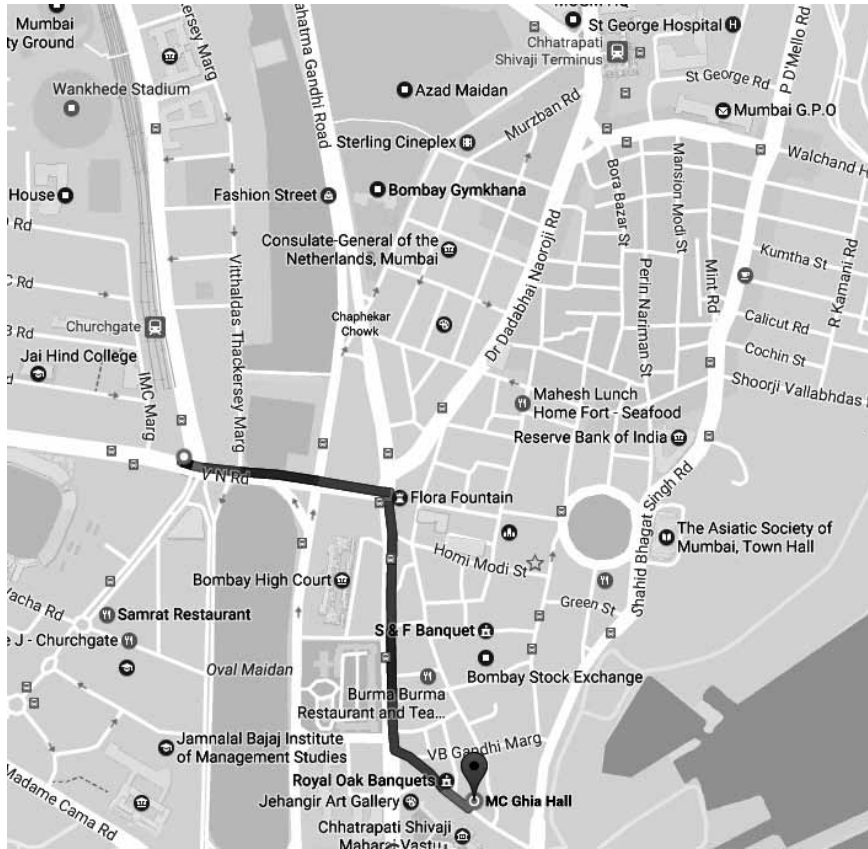 Mumbai
ty Ground
Wankhede Stadium
House
Rd
C Rd
B Rd
Churchgate
Jai Hind College
IMC Marg
Vitthaldas Thackersey Marg
ckersey Marg
ahatma Gandhi Road
Azad Maidan
Sterling Cineplex
Fashion Street
Bombay Gymkhana
Consulate-General of the
Netherlands, Mumbai
Chaphekar
Chowk
Murzban Rd
Dr Dadabhai Naoroji Rd
St George Hospital
Chhatrapati
Shivaji Terminus
St George Rd
P D'Mello Rd
Mumbai G.P.O
Walchand H
Bora Bazar St
Mansion Modi St
Perin Nariman St
Mint Rd
Kumtha St
R Kamani Rd
Calicut Rd
Cochin St
Shoorji Vallabhdas
Mahesh Lunch
Home Fort - Seafood
Reserve Bank of India
Shahid Bhagat Singh Rd
The Asiatic Society of
Mumbai, Town Hall
V N Rd
Flora Fountain
Homi Modi St
Green St
Bombay High Court
Wacha Rd
Samrat Restaurant
e J - Churchgate
Oval Maidan
S & F Banquet
Bombay Stock Exchange
Burma Burma
Restaurant and Tea...
Jamnalal Bajaj Institute
of Management Studies
VB Gandhi Marg
Royal Oak Banquets
MC Ghia Hall
Jehangir Art Gallery
Madame Cama Rd
Chhatrapati Shivaji
Maharaj Vastu